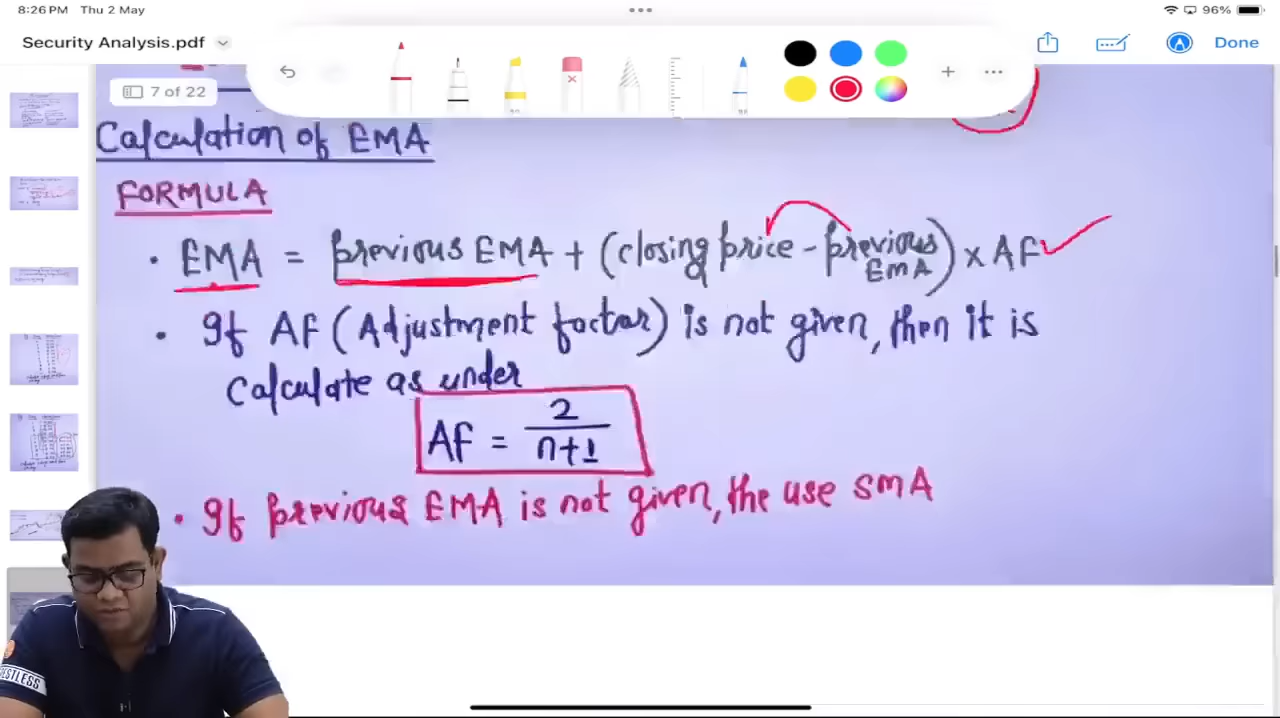 8:26 PM Thu 2 May
96%
Security Analysis.pdf
Done
7 of 22
Calculation of EMA
FORMULA
• EMA = previous EMA + (closing price - previous EMA) × AF
• If AF (Adjustment factor) is not given, then it is
Calculate as under
AF = 2/n+1
• If previous EMA is not given, the use SMA